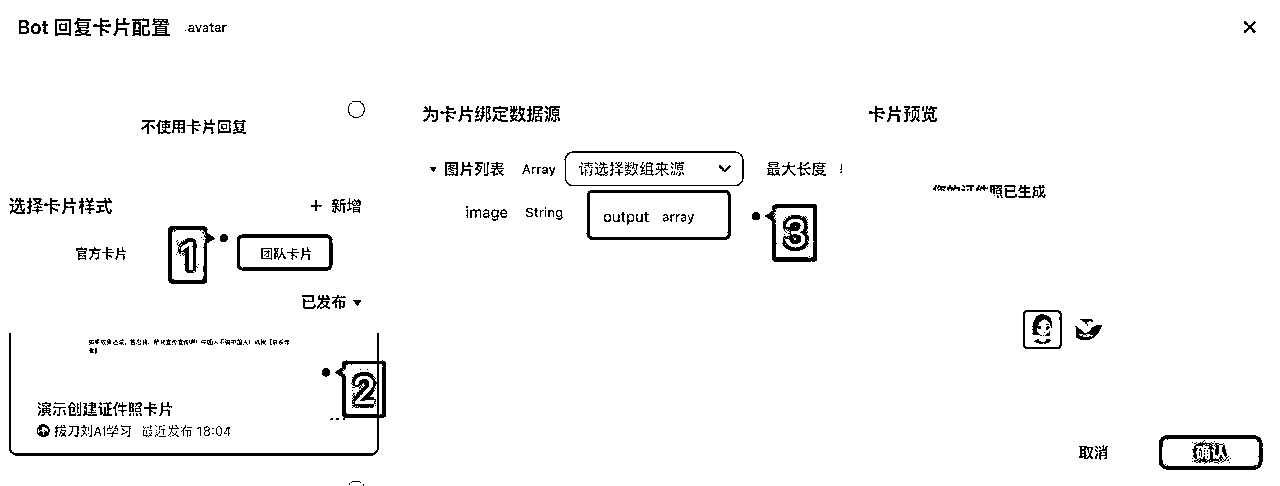 Bot 回复卡片配置 .avatar
不使用卡片回复
选择卡片样式 + 新增
官方卡片 1 团队卡片
已发布
2
演示创建证件照卡片
拔刀刘AI学习 最近发布 18:04
为卡片绑定数据源
图片列表 Array 请选择数组来源 最大长度
image String output array 3
卡片预览
您的证件照已生成
取消 确认